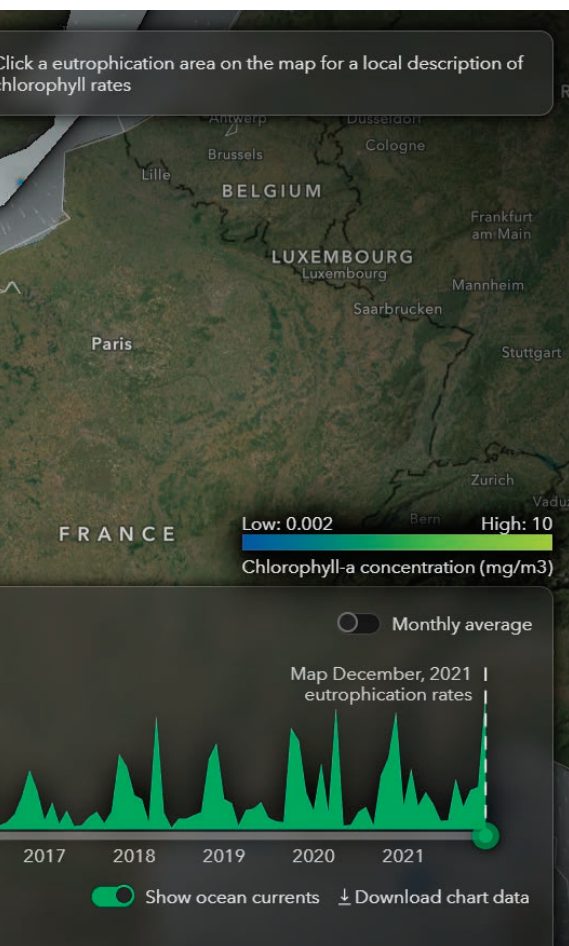 Click a eutrophication area on the map for a local description of
chlorophyll rates
Antwerp
Dusseldorf
Brussels
Cologne
Lille
BELGIUM
Frankfurt
am Main
LUXEMBOURG
Luxembourg
Mannheim
Saarbrucken
Paris
Stuttgart
Zurich
Bern
FRANCE
Low: 0.002
High: 10
Chlorophyll-a concentration (mg/m3)
Monthly average
Map December, 2021
eutrophication rates
2017 2018 2019 2020 2021
Show ocean currents
Download chart data